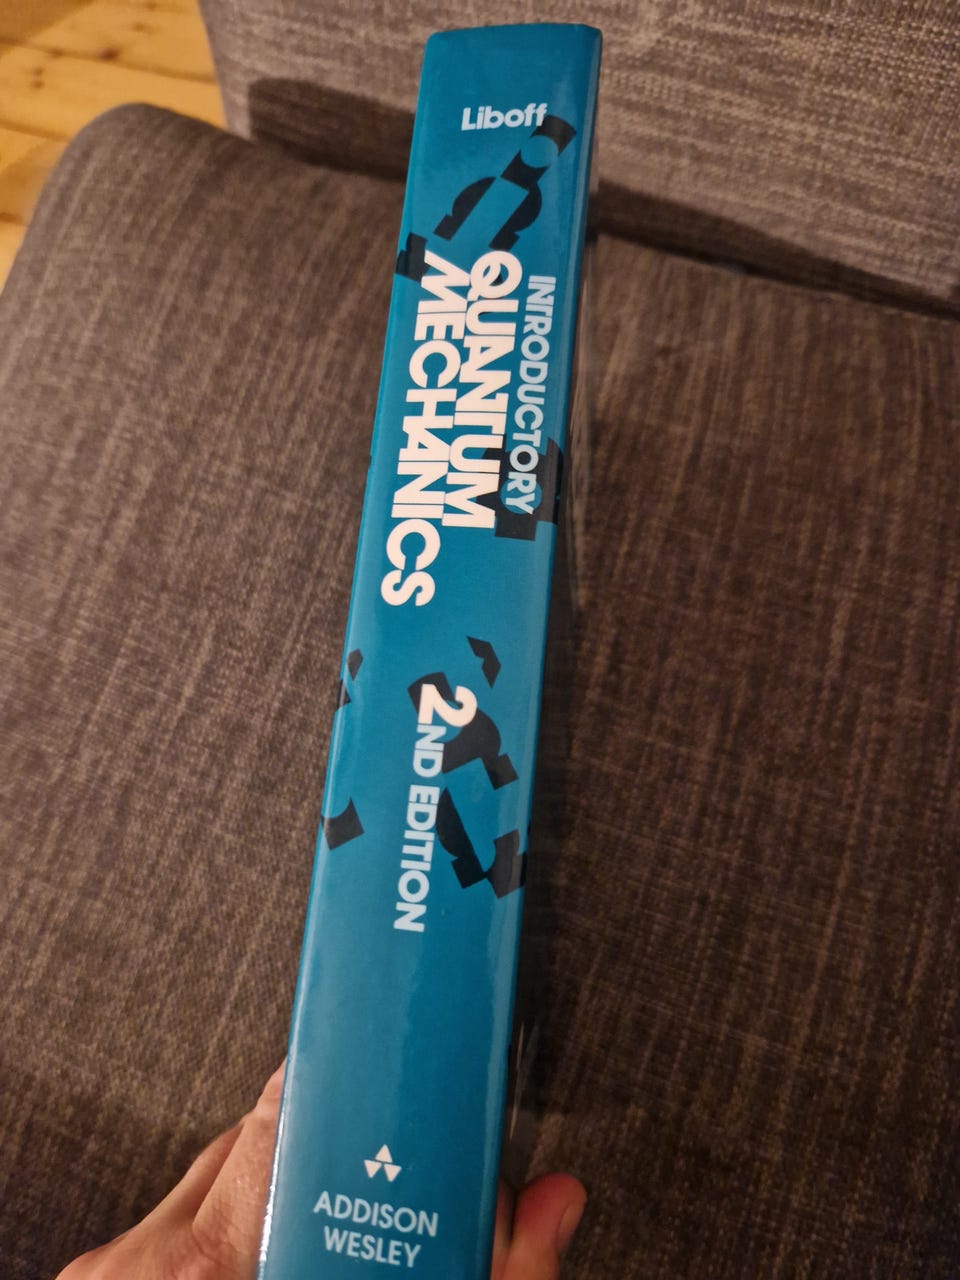 Liboff
INTRODUCTORY
QUANTUM
MECHANICS
2ND EDITION
ADDISON
WESLEY